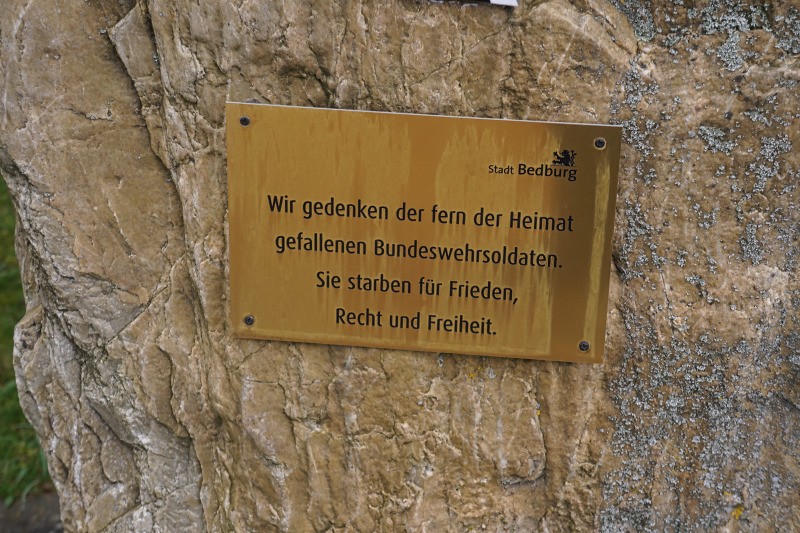 Stadt Bedburg
Wir gedenken der fern der Heimat
gefallenen Bundeswehrsoldaten.
Sie starben für Frieden,
Recht und Freiheit.